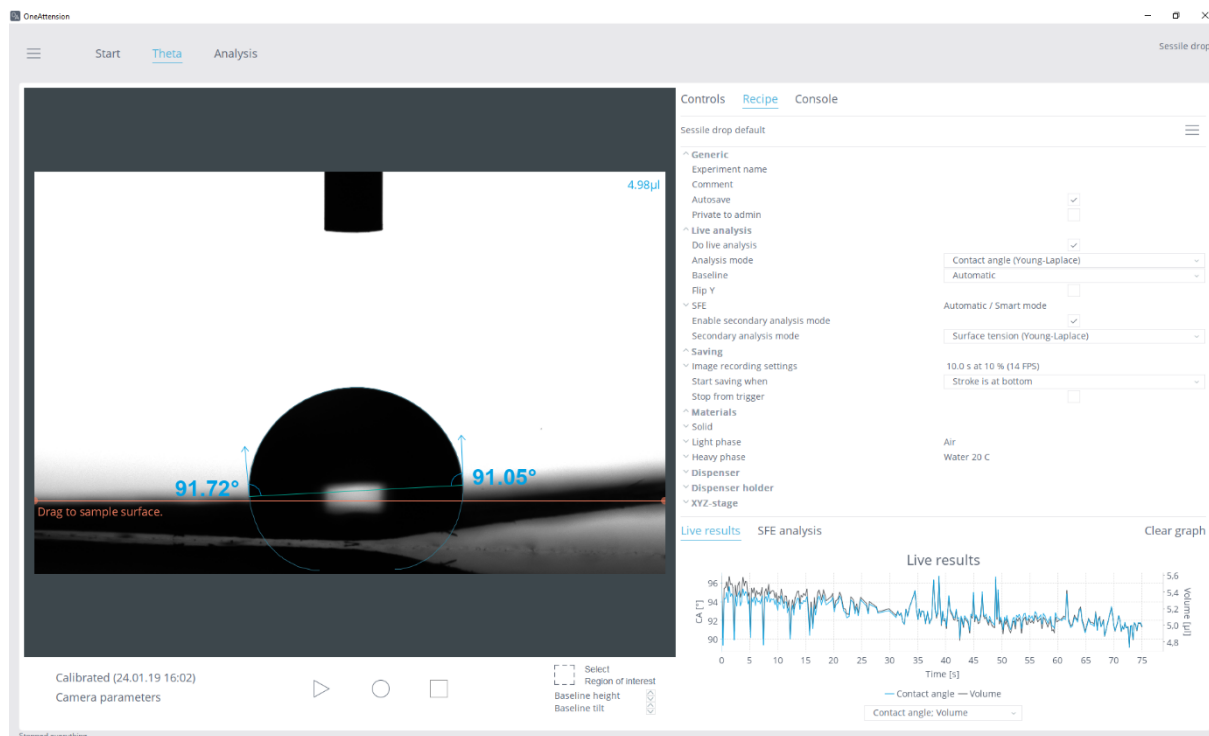 OneAttension
Start Theta Analysis
Sessile drop
4.98µl
91.72° 91.05°
Drag to sample surface.
Calibrated (24.01.19 16:02)
Camera parameters
Select
Region of interest
Baseline height
Baseline tilt
Controls Recipe Console
Sessile drop default
Generic
Experiment name
Comment
Autosave
Private to admin
Live analysis
Do live analysis
Analysis mode Contact angle (Young-Laplace)
Baseline Automatic
Flip Y
SFE Automatic / Smart mode
Enable secondary analysis mode
Secondary analysis mode Surface tension (Young-Laplace)
Saving
Image recording settings 10.0 s at 10 % (14 FPS)
Start saving when Stroke is at bottom
Stop from trigger
Materials
Solid
Light phase Air
Heavy phase Water 20 C
Dispenser
Dispenser holder
XYZ-stage
Live results SFE analysis Clear graph
Live results
CA [°]
96
94
92
90
5.6
5.4
5.2
5.0
4.8
Volume [µl]
0 5 10 15 20 25 30 35 40 45 50 55 60 65 70 75
Time [s]
Contact angle Volume
Contact angle; Volume
Stopped everything